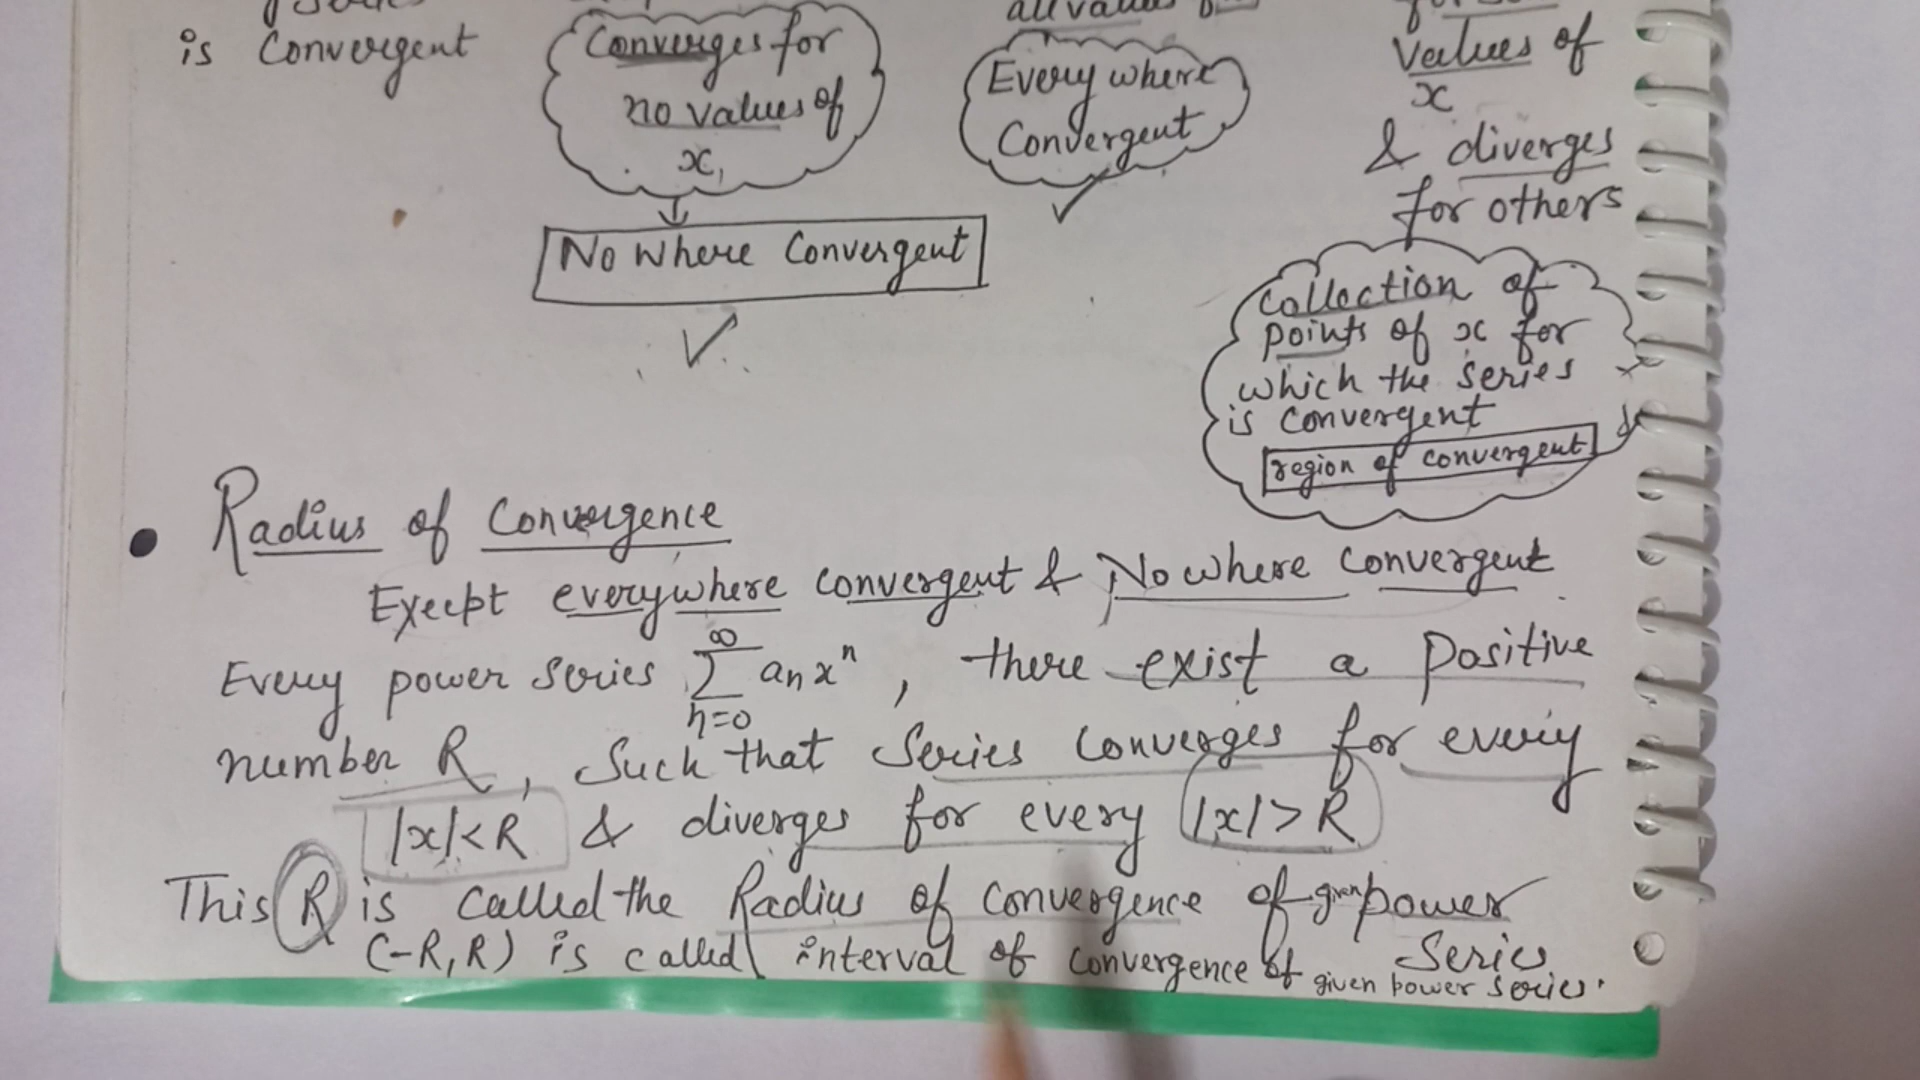 is Convergent
Converges for
no values of
x,
No Where Convergent
all values
Every where
Convergent
values of
x
& diverges
for others
Collection of
points of x for
which the series
is convergent
region of convergent
• Radius of Convergence
Except everywhere convergent & No where convergent
Every power series ∞∑n=0 aₙxⁿ , there exist a positive
number R, Such that Series converges for every
|x|<R & diverges for every |x|>R
This R is called the Radius of convergence of given power Series
(-R,R) is called interval of convergence of given power series.